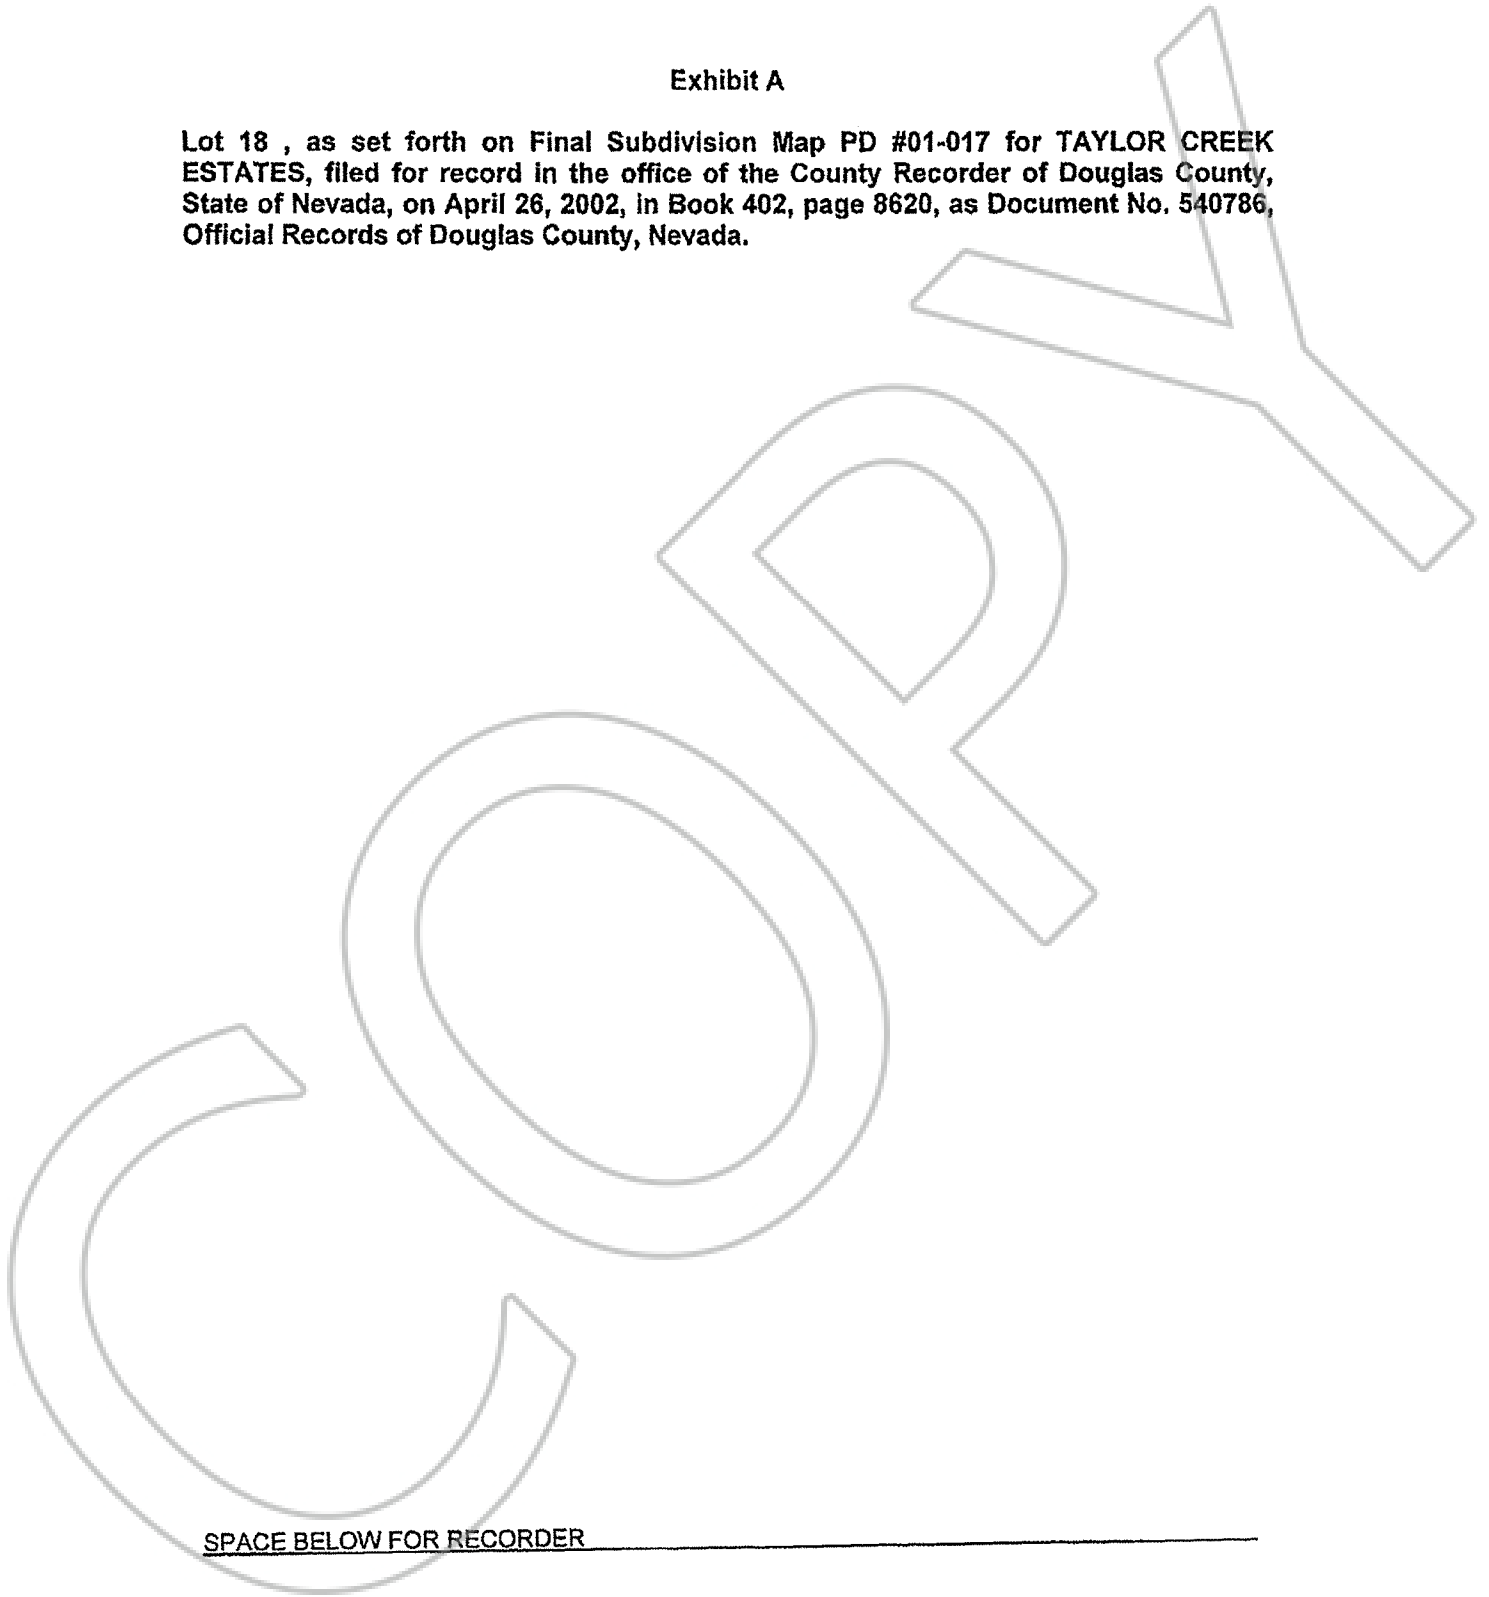 Exhibit A
Lot 18 , as set forth on Final Subdivision Map PD #01-017 for TAYLOR CREEK
ESTATES, filed for record in the office of the County Recorder of Douglas County,
State of Nevada, on April 26, 2002, in Book 402, page 8620, as Document No. 540786,
Official Records of Douglas County, Nevada.
COPY
SPACE BELOW FOR RECORDER